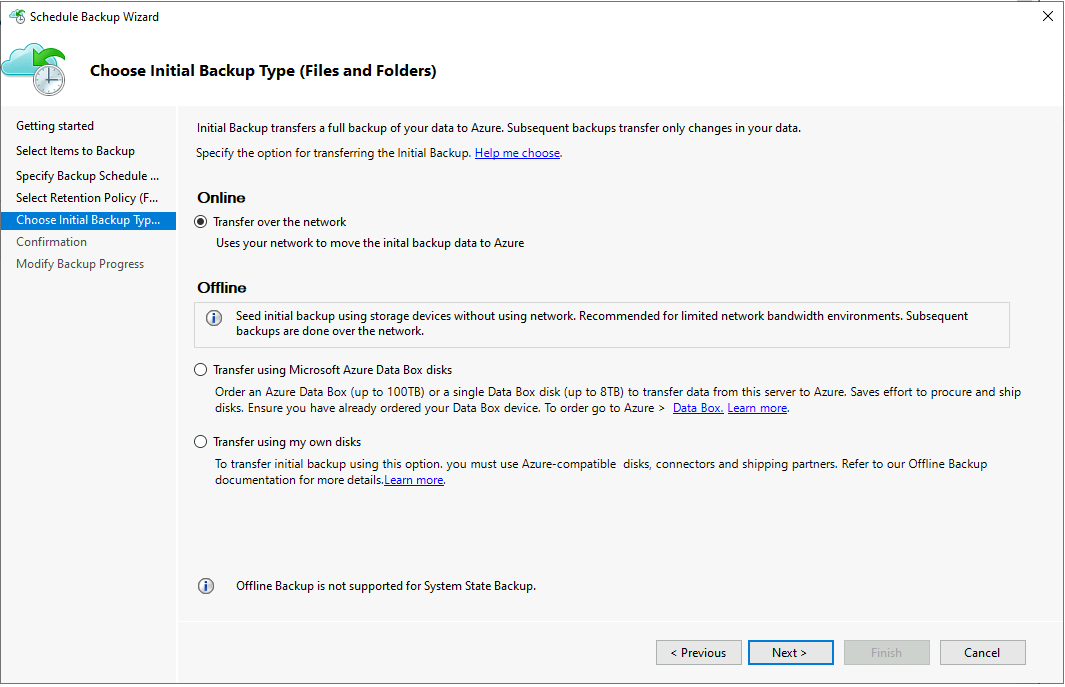 Schedule Backup Wizard
Choose Initial Backup Type (Files and Folders)
Getting started
Select Items to Backup
Specify Backup Schedule ...
Select Retention Policy (F...
Choose Initial Backup Typ...
Confirmation
Modify Backup Progress
Initial Backup transfers a full backup of your data to Azure. Subsequent backups transfer only changes in your data.
Specify the option for transferring the Initial Backup. Help me choose.
Online
Transfer over the network
Uses your network to move the inital backup data to Azure
Offline
Seed initial backup using storage devices without using network. Recommended for limited network bandwidth environments. Subsequent
backups are done over the network.
Transfer using Microsoft Azure Data Box disks
Order an Azure Data Box (up to 100TB) or a single Data Box disk (up to 8TB) to transfer data from this server to Azure. Saves effort to procure and ship
disks. Ensure you have already ordered your Data Box device. To order go to Azure > Data Box. Learn more.
Transfer using my own disks
To transfer initial backup using this option. you must use Azure-compatible disks, connectors and shipping partners. Refer to our Offline Backup
documentation for more details.Learn more.
Offline Backup is not supported for System State Backup.
< Previous
Next >
Finish
Cancel